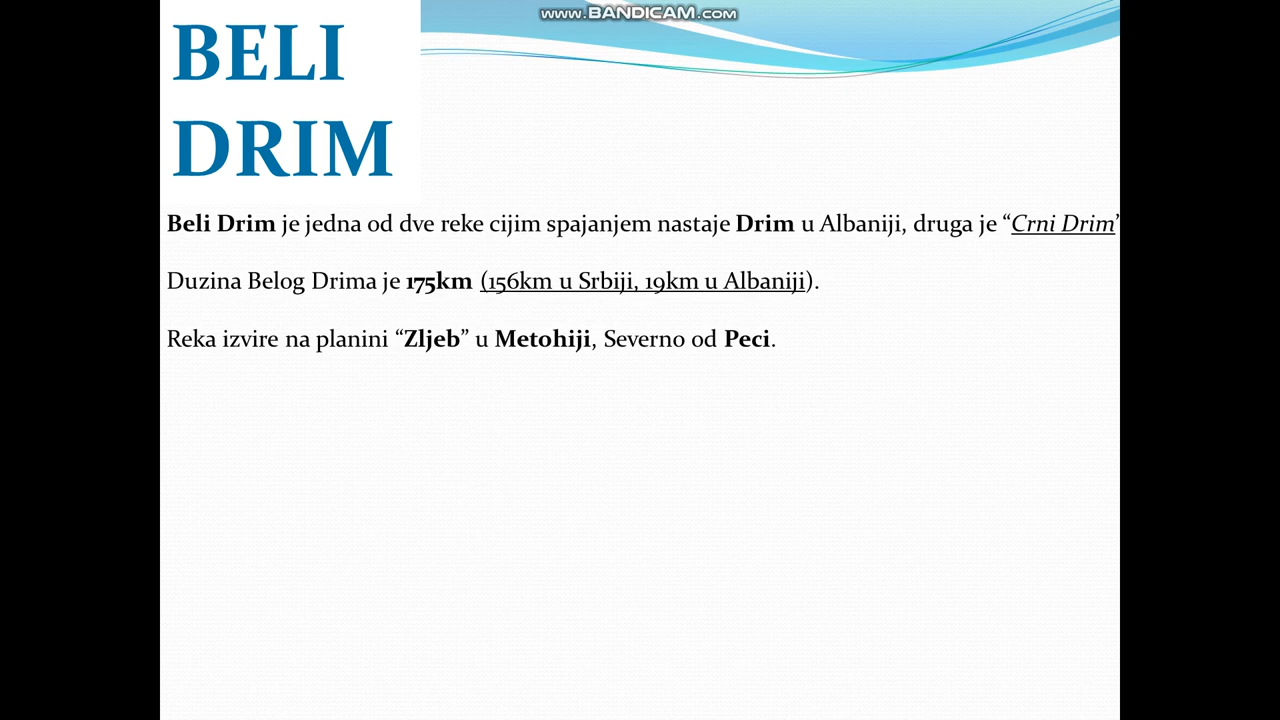 www.BANDICAM.com
BELI
DRIM
Beli Drim je jedna od dve reke cijim spajanjem nastaje Drim u Albaniji, druga je “Crni Drim”
Duzina Belog Drima je 175km (156km u Srbiji, 19km u Albaniji).
Reka izvire na planini “Zljeb” u Metohiji, Severno od Peci.